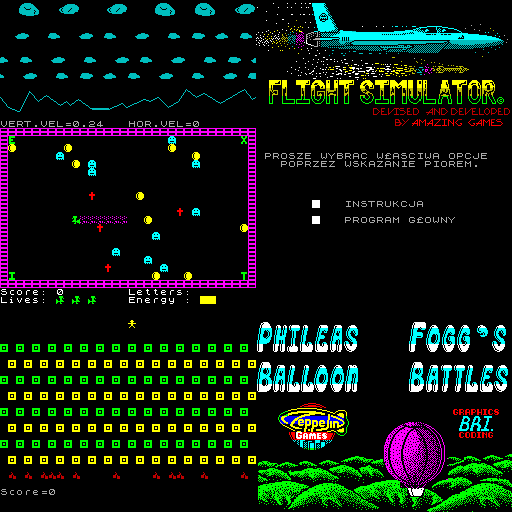 VERT.VEL=0.24 HOR.VEL=0
E X
I T
Score: 0 Letters:
Lives: Energy :
Score=0
FLIGHT SIMULATOR.
DEVISED AND DEVELOPED
BY AMAZING GAMES
PROSZE WYBRAC WŁASCIWA OPCJE
POPRZEZ WSKAZANIE PIOREM.
INSTRUKCJA
PROGRAM GŁOWNY
PHILEAS FOGG'S
BALLOON BATTLES
Zeppelin
GAMES
GRAPHICS
BAI.
CODING